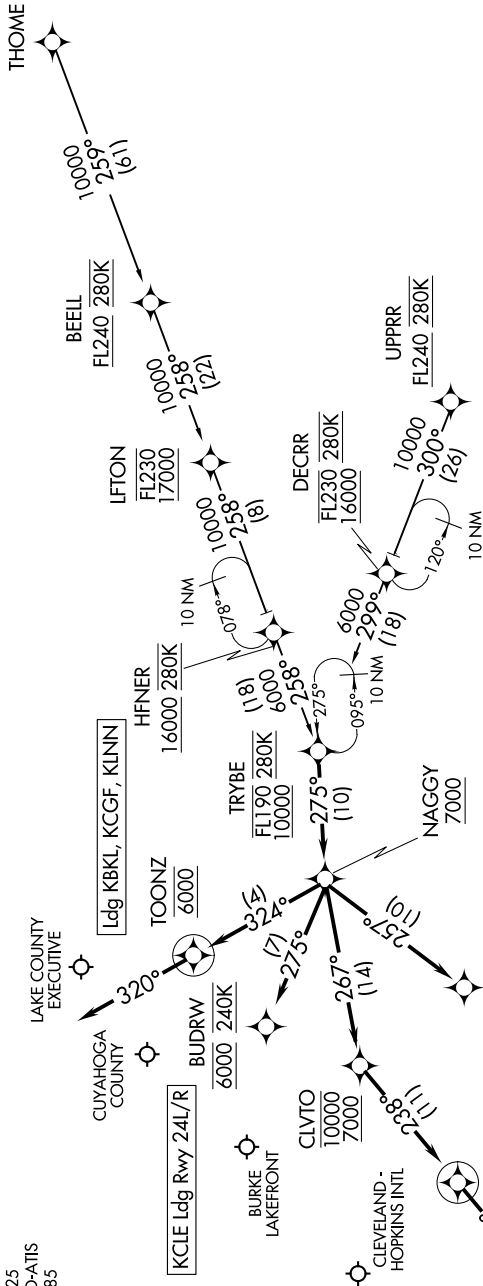 25
D-ATIS
85
THOME
10000
259°
(61)
BEELL
FL240 280K
10000
258°
(22)
LFTON
FL230
17000
10000
258°
(8)
10 NM
078°
HFNER
16000 280K
(18)
6000
258°
UPPRR
FL240 280K
10000
300°
(26)
DECRR
FL230 280K
16000
120°
10 NM
6000
299°
(18)
10 NM
275°
095°
TRYBE
FL190 280K
10000
275°
(10)
NAGGY
7000
Ldg KBKL, KCGF, KLNN
TOONZ
6000
(4)
324°
320°
LAKE COUNTY
EXECUTIVE
CUYAHOGA
COUNTY
(7)
275°
BUDRW
6000 240K
KCLE Ldg Rwy 24L/R
267°
(14)
257°
(10)
CLVTO
10000
7000
238°
(11)
BURKE
LAKEFRONT
CLEVELAND -
HOPKINS INTL